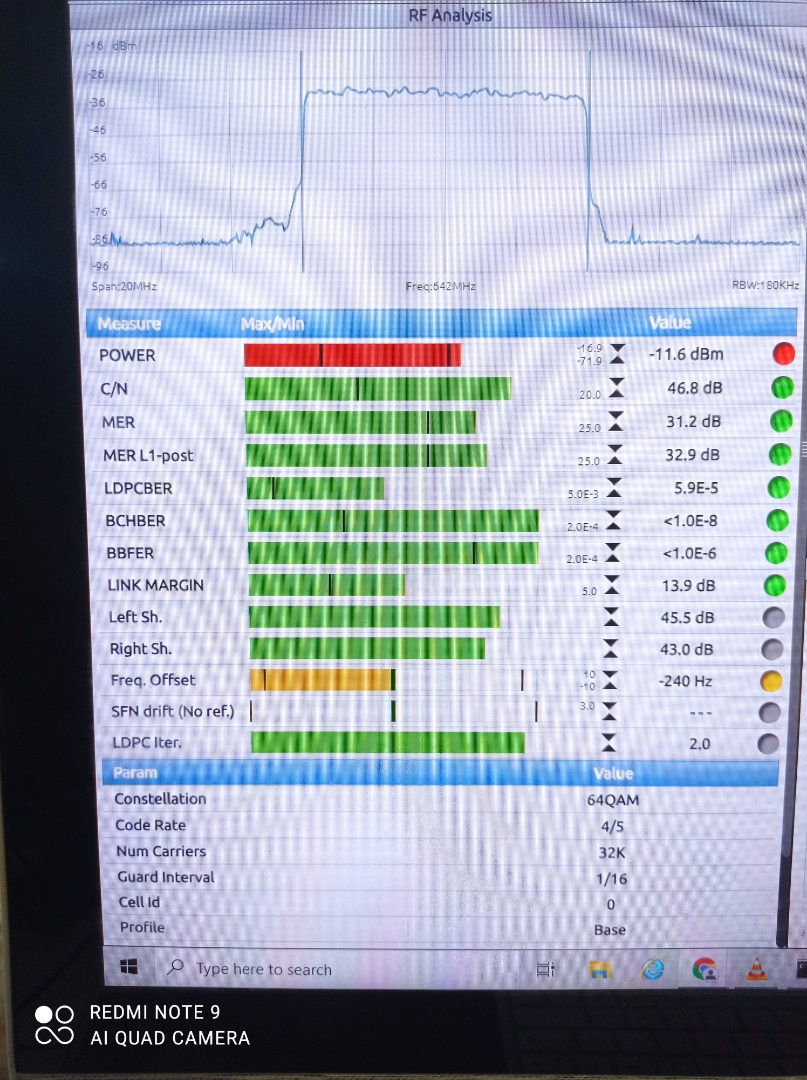 RF Analysis
-16 dBm
-26
-36
-46
-56
-66
-76
-86
-96
Span:20MHz Freq:642MHz RBW:180KHz
Measure Max/Min Value
POWER -16.9 -71.9 -11.6 dBm
C/N 20.0 46.8 dB
MER 25.0 31.2 dB
MER L1-post 25.0 32.9 dB
LDPCBER 5.0E-3 5.9E-5
BCHBER 2.0E-4 <1.0E-8
BBFER 2.0E-4 <1.0E-6
LINK MARGIN 5.0 13.9 dB
Left Sh. 45.5 dB
Right Sh. 43.0 dB
Freq. Offset 10 -10 -240 Hz
SFN drift (No ref.) 3.0 ---
LDPC Iter. 2.0
Param Value
Constellation 64QAM
Code Rate 4/5
Num Carriers 32K
Guard Interval 1/16
Cell Id 0
Profile Base
Type here to search
REDMI NOTE 9
AI QUAD CAMERA